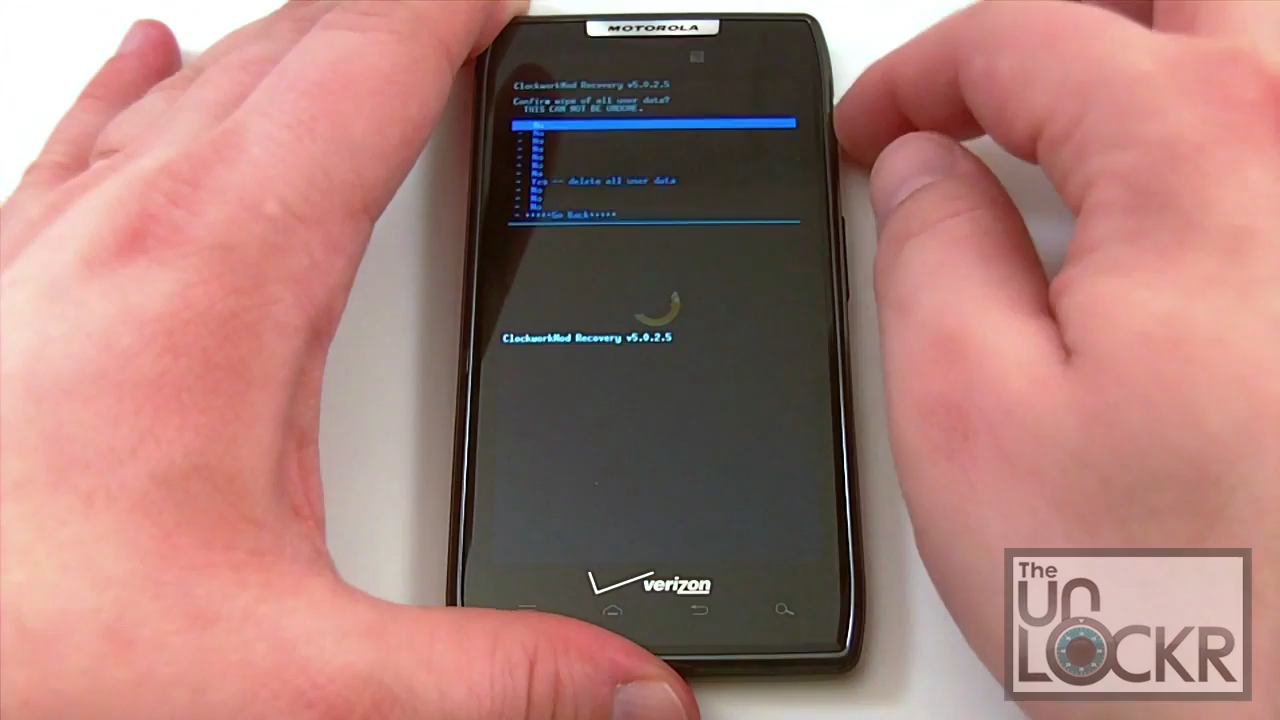 MOTOROLA
ClockworkMod Recovery v5.0.2.5
Confirm wipe of all user data?
THIS CAN NOT BE UNDONE.
- No
- No
- No
- No
- No
- No
- No
- Yes -- delete all user data
- No
- No
- No
- +++++Go Back+++++
ClockworkMod Recovery v5.0.2.5
verizon
The
UnLOCKR